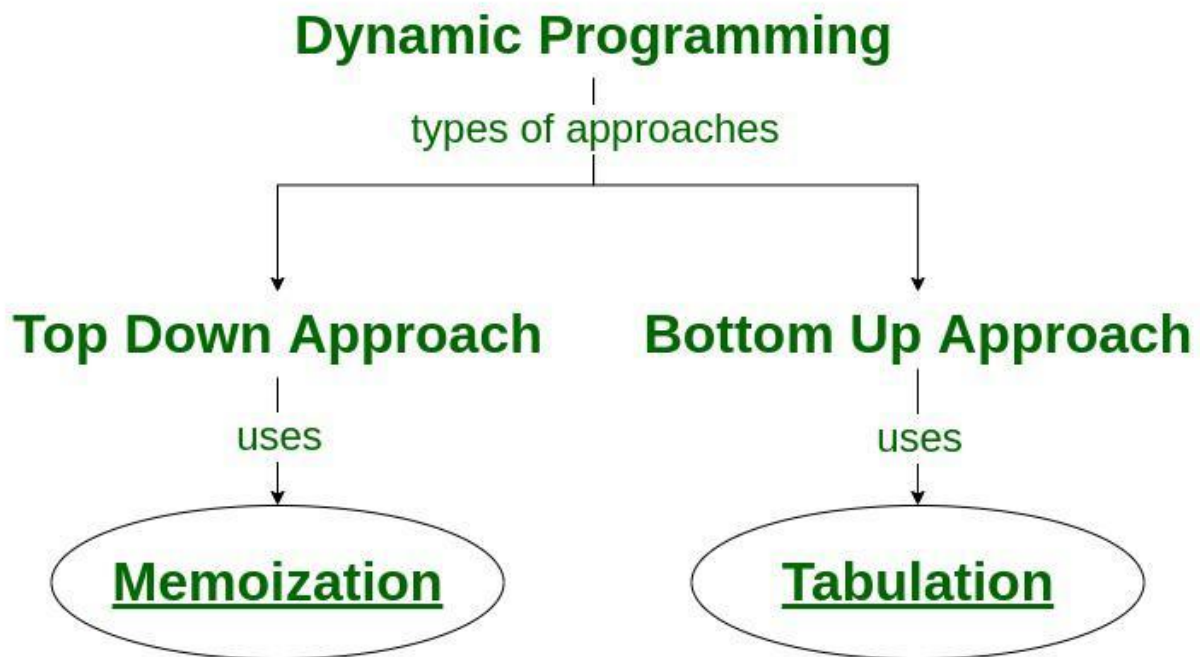 Dynamic Programming
types of approaches
Top Down Approach
Bottom Up Approach
uses
uses
Memoization
Tabulation